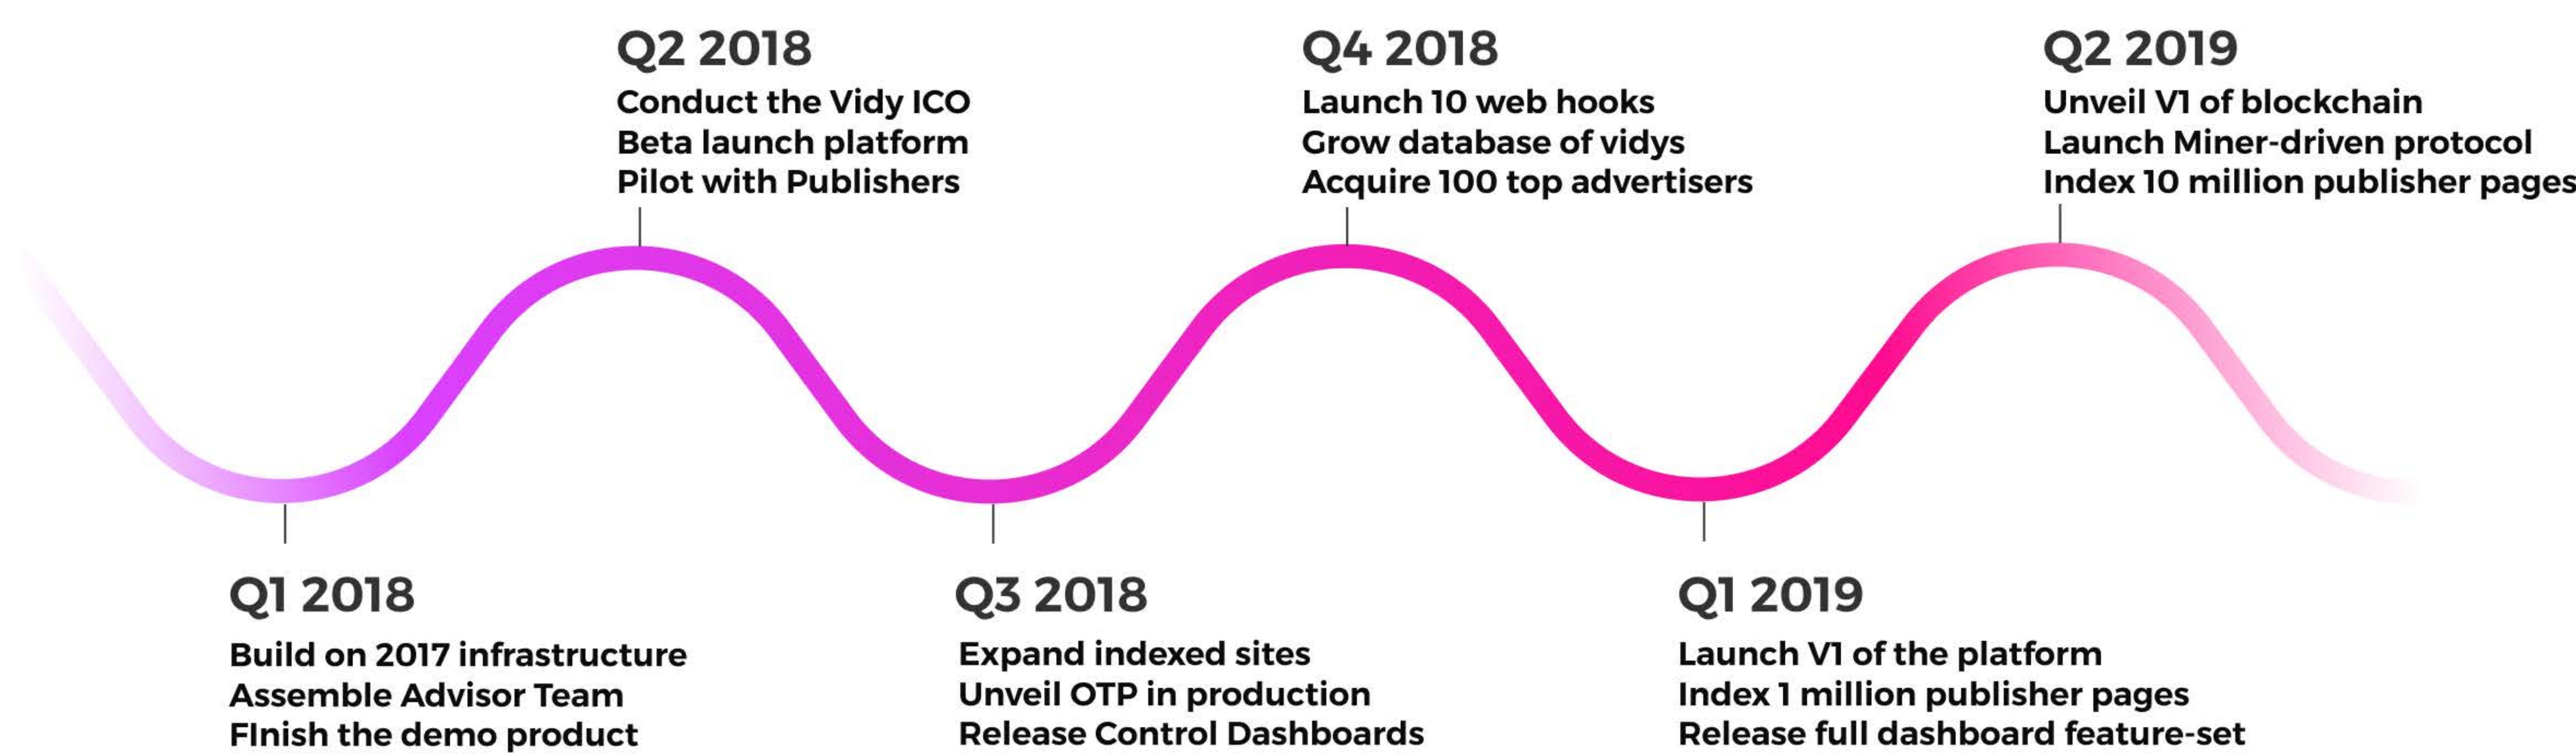 Q2 2018
Conduct the Vidy ICO
Beta launch platform
Pilot with Publishers
Q4 2018
Launch 10 web hooks
Grow database of vidys
Acquire 100 top advertisers
Q2 2019
Unveil V1 of blockchain
Launch Miner-driven protocol
Index 10 million publisher pages
Q1 2018
Build on 2017 infrastructure
Assemble Advisor Team
FInish the demo product
Q3 2018
Expand indexed sites
Unveil OTP in production
Release Control Dashboards
Q1 2019
Launch V1 of the platform
Index 1 million publisher pages
Release full dashboard feature-set